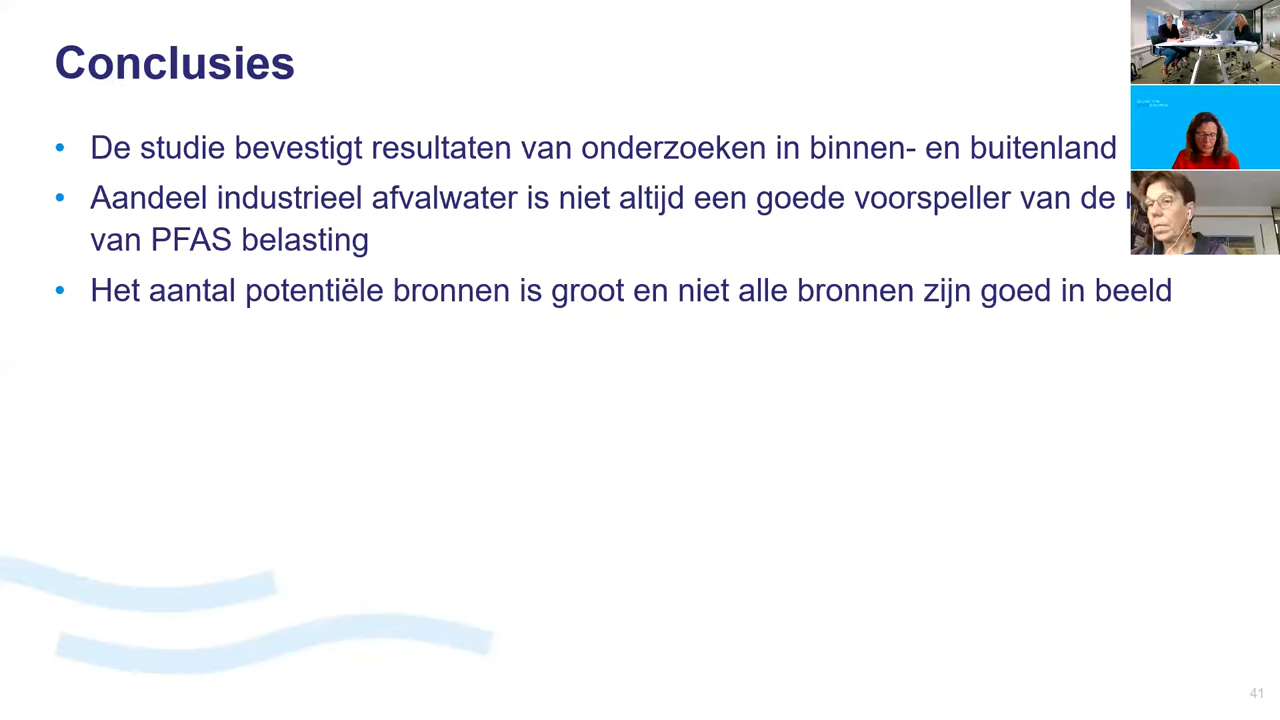 Conclusies
• De studie bevestigt resultaten van onderzoeken in binnen- en buitenland
• Aandeel industrieel afvalwater is niet altijd een goede voorspeller van de
van PFAS belasting
• Het aantal potentiële bronnen is groot en niet alle bronnen zijn goed in beeld
41